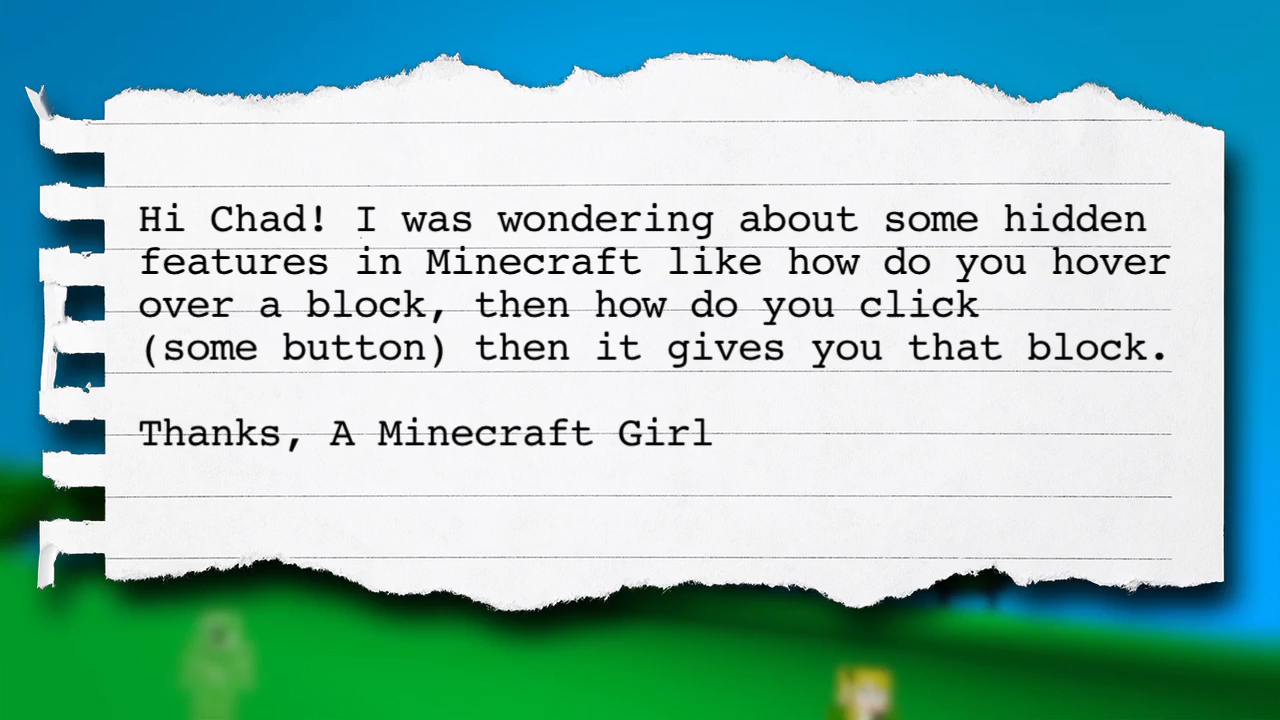 Hi Chad! I was wondering about some hidden
features in Minecraft like how do you hover
over a block, then how do you click
(some button) then it gives you that block.
Thanks, A Minecraft Girl